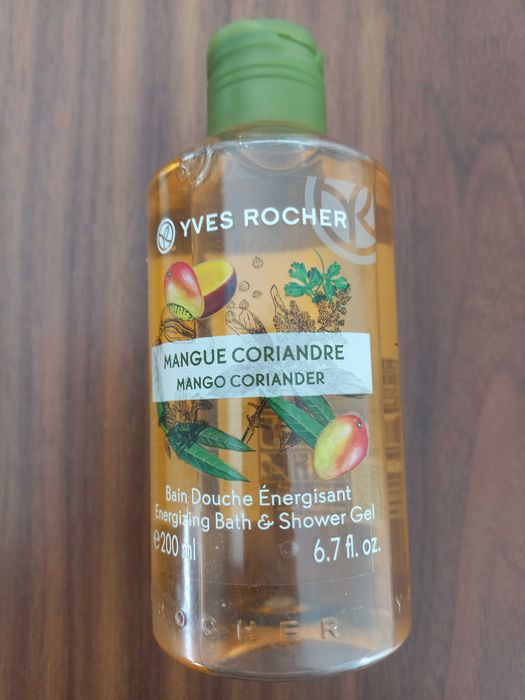 YVES ROCHER
MANGUE CORIANDRE
MANGO CORIANDER
Bain Douche Énergisant
Energizing Bath & Shower Gel
e 200 ml 6.7 fl. oz.
ROCHER Y